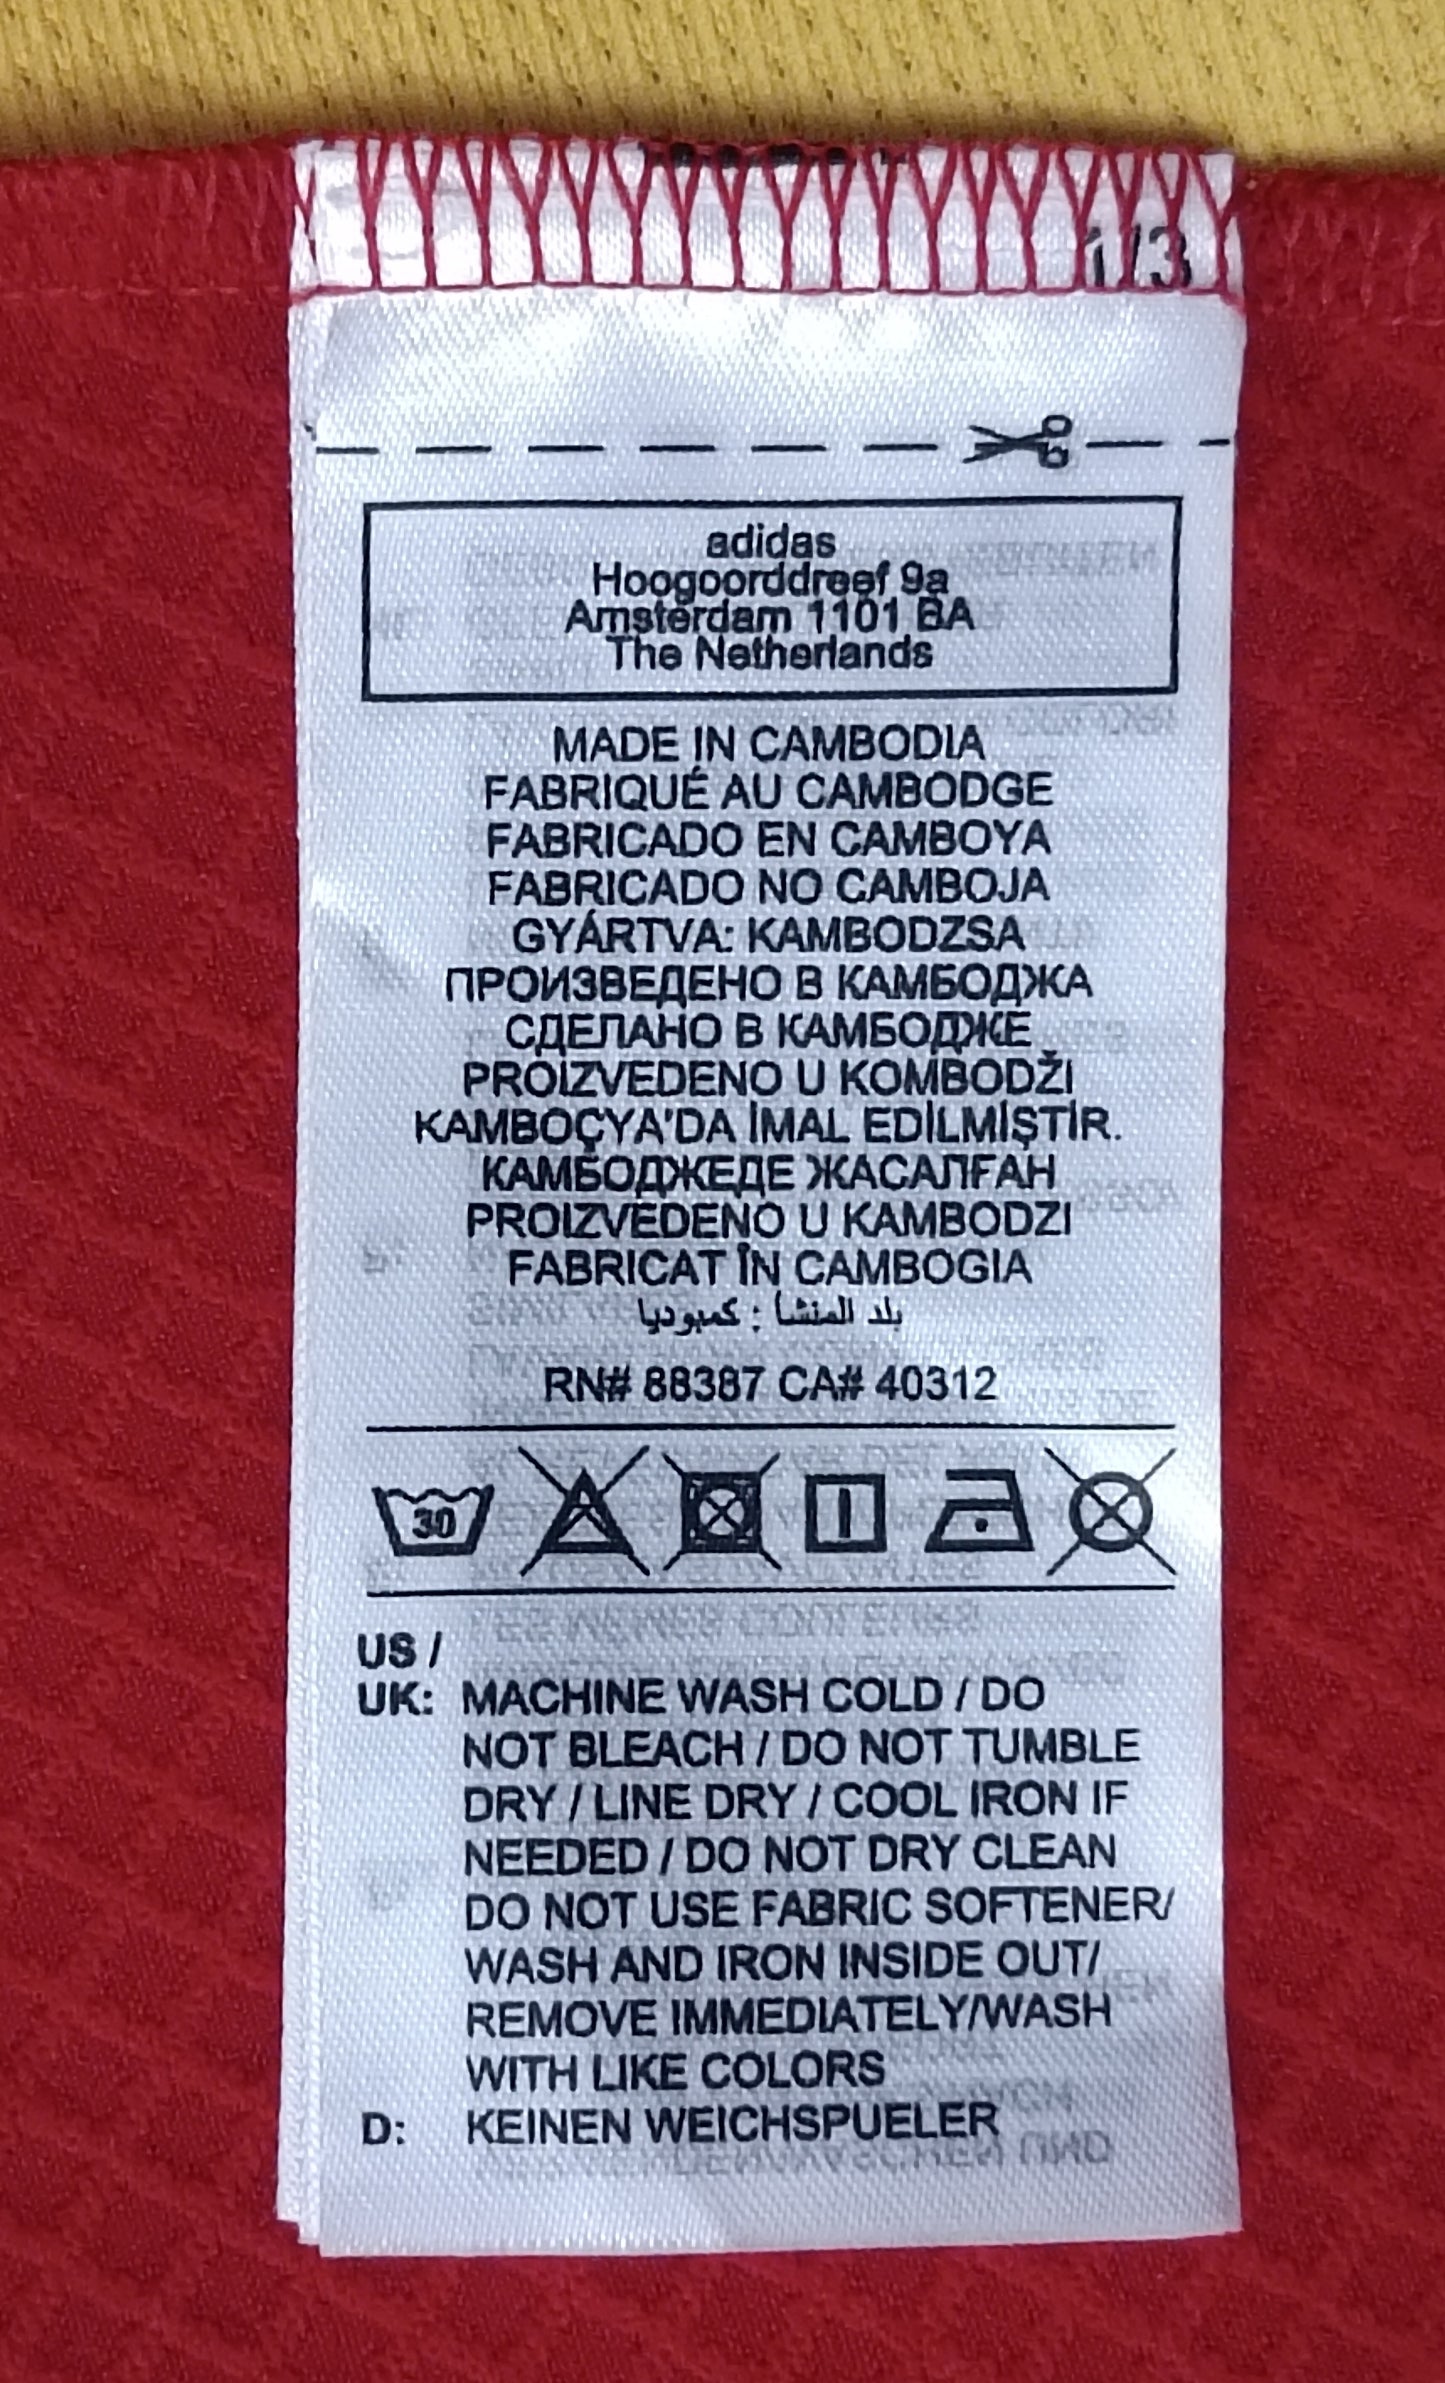 1/3
adidas
Hoogoorddreef 9a
Amsterdam 1101 BA
The Netherlands
MADE IN CAMBODIA
FABRIQUÉ AU CAMBODGE
FABRICADO EN CAMBOYA
FABRICADO NO CAMBOJA
GYÁRTVA: KAMBODZSA
ПРОИЗВЕДЕНО В КАМБОДЖА
СДЕЛАНО В КАМБОДЖЕ
PROIZVEDENO U KOMBODŽI
KAMBOÇYA'DA İMAL EDİLMİŞTİR.
КАМБОДЖЕДЕ ЖАСАЛҒАН
PROIZVEDENO U KAMBODZI
FABRICAT ÎN CAMBOGIA
بلد المنشأ : كمبوديا
RN# 88387 CA# 40312
30
US /
UK: MACHINE WASH COLD / DO
NOT BLEACH / DO NOT TUMBLE
DRY / LINE DRY / COOL IRON IF
NEEDED / DO NOT DRY CLEAN
DO NOT USE FABRIC SOFTENER/
WASH AND IRON INSIDE OUT/
REMOVE IMMEDIATELY/WASH
WITH LIKE COLORS
D: KEINEN WEICHSPUELER